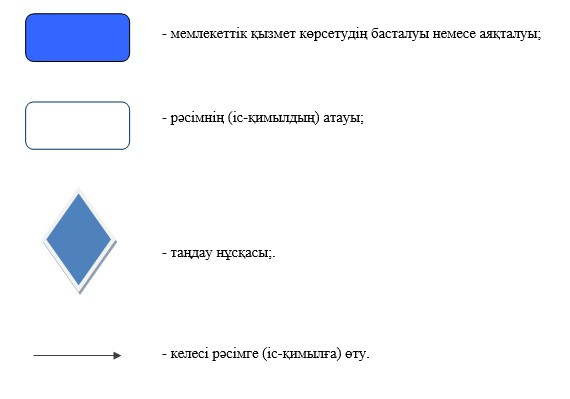 - мемлекеттік қызмет көрсетудің басталуы немесе аяқталуы;
- рәсімнің (іс-қимылдың) атауы;
- таңдау нұсқасы;.
- келесі рәсімге (іс-қимылға) өту.